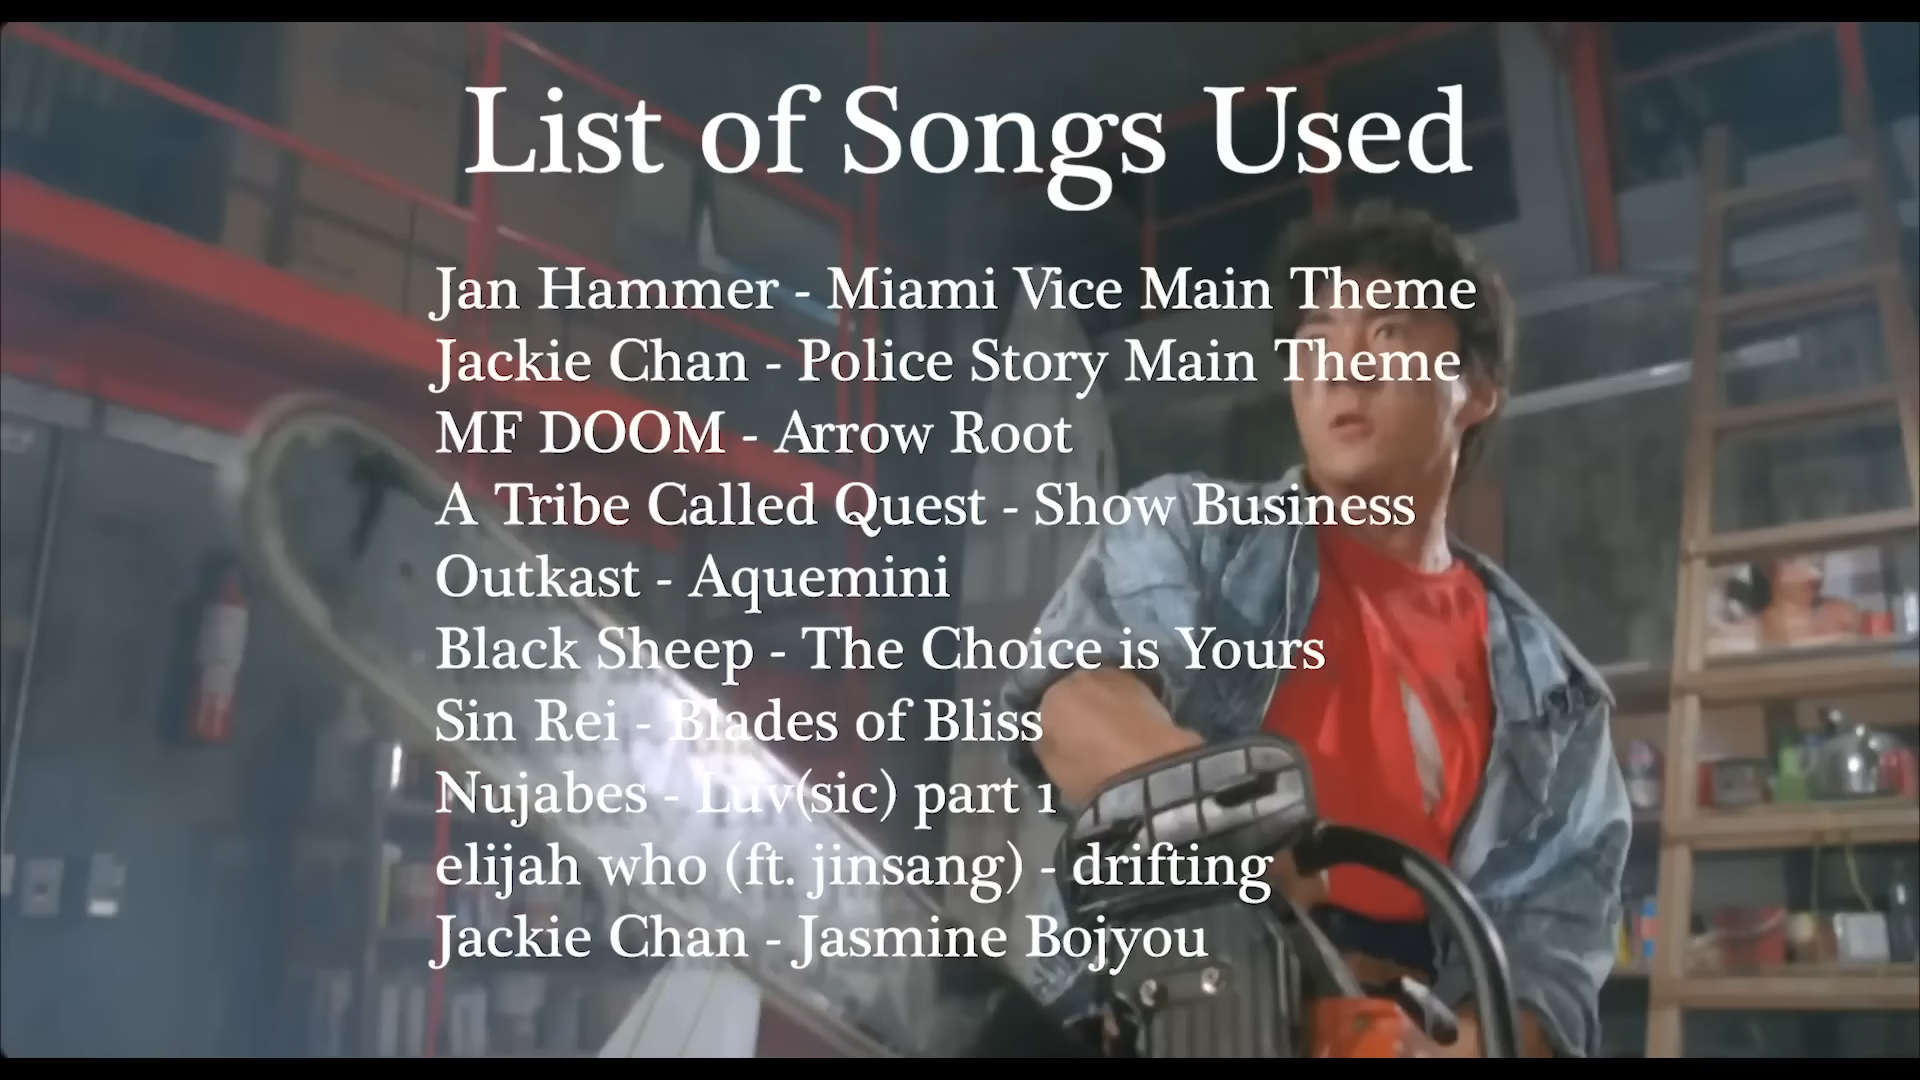 List of Songs Used
Jan Hammer - Miami Vice Main Theme
Jackie Chan - Police Story Main Theme
MF DOOM - Arrow Root
A Tribe Called Quest - Show Business
Outkast - Aquemini
Black Sheep - The Choice is Yours
Sin Rei - Blades of Bliss
Nujabes - Luv(sic) part 1
elijah who (ft. jinsang) - drifting
Jackie Chan - Jasmine Bojyou